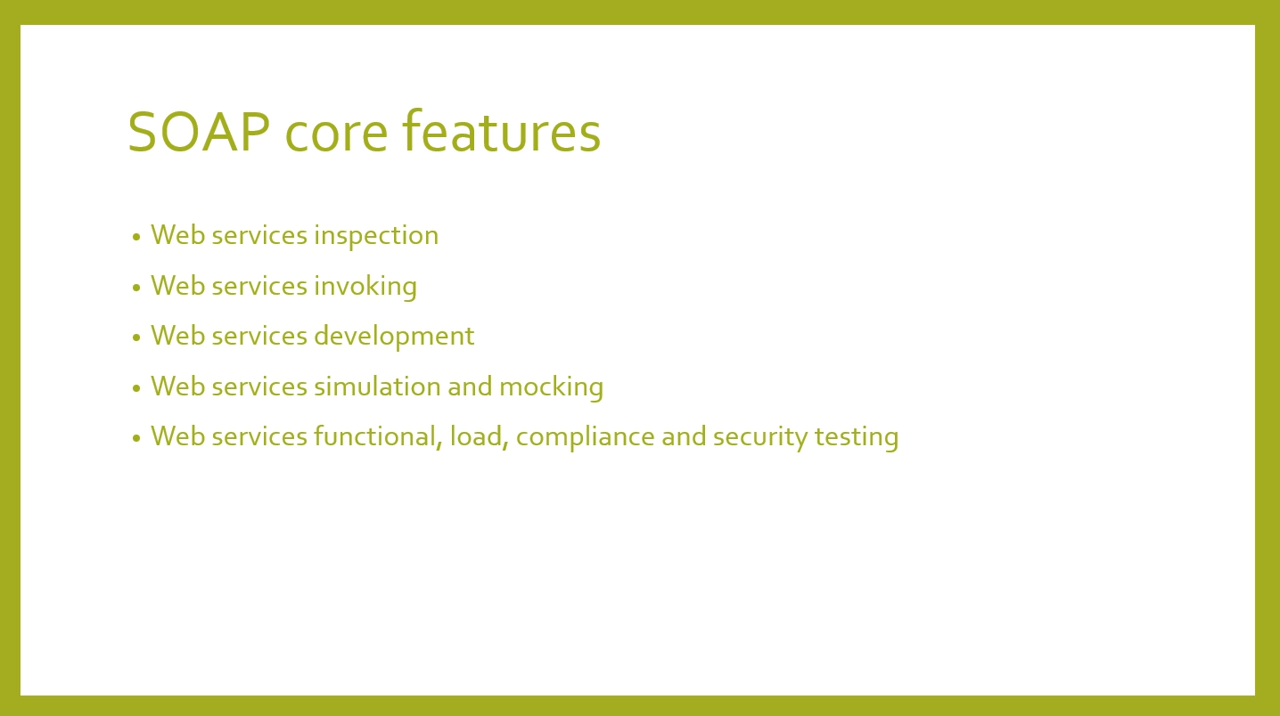 SOAP core features
• Web services inspection
• Web services invoking
• Web services development
• Web services simulation and mocking
• Web services functional, load, compliance and security testing